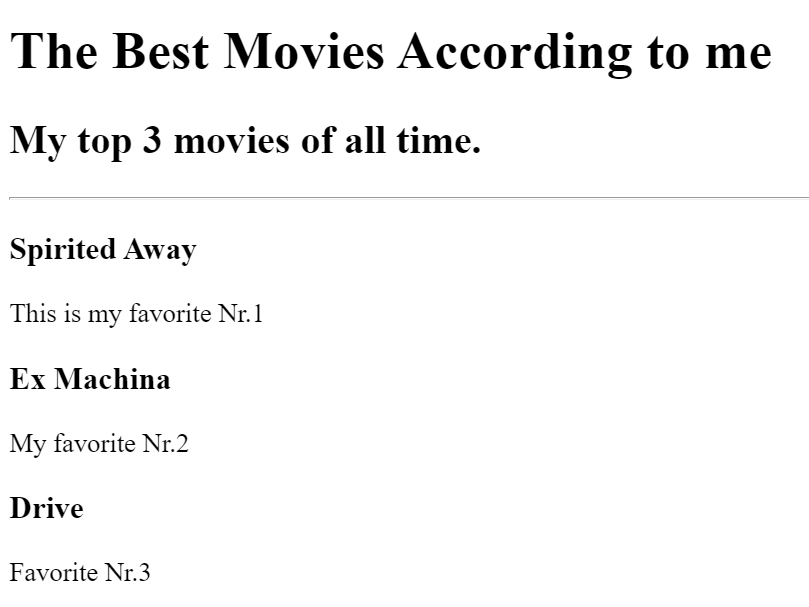 The Best Movies According to me
My top 3 movies of all time.
Spirited Away
This is my favorite Nr.1
Ex Machina
My favorite Nr.2
Drive
Favorite Nr.3